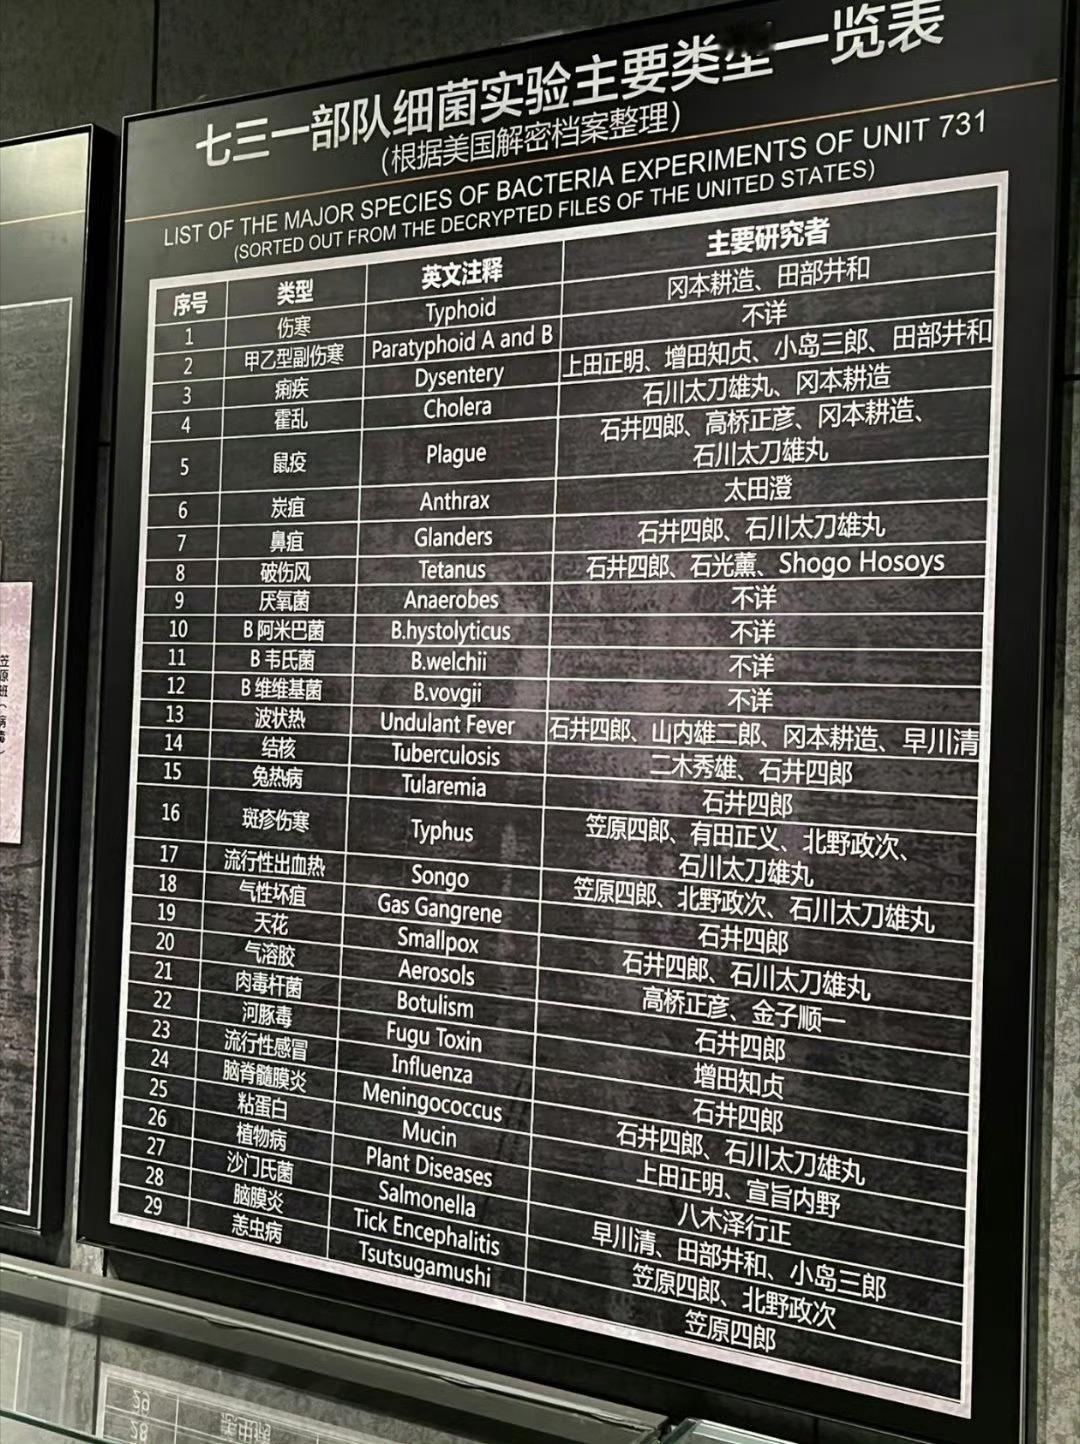 七三一部队细菌实验主要类型一览表
(根据美国解密档案整理)
LIST OF THE MAJOR SPECIES OF BACTERIA EXPERIMENTS OF UNIT 731
(SORTED OUT FROM THE DECRYPTED FILES OF THE UNITED STATES)
序号 类型 英文注释 主要研究者
1 伤寒 Typhoid 冈本耕造、田部井和
2 甲乙型副伤寒 Paratyphoid A and B 不详
3 痢疾 Dysentery 上田正明、增田知贞、小岛三郎、田部井和
4 霍乱 Cholera 石川太刀雄丸、冈本耕造
5 鼠疫 Plague 石井四郎、高桥正彦、冈本耕造、
石川太刀雄丸
6 炭疽 Anthrax 太田澄
7 鼻疽 Glanders 石井四郎、石川太刀雄丸
8 破伤风 Tetanus 石井四郎、石光薰、Shogo Hosoys
9 厌氧菌 Anaerobes 不详
10 B 阿米巴菌 B.hystolyticus 不详
11 B 韦氏菌 B.welchii 不详
12 B 维维基菌 B.vovgii 不详
13 波状热 Undulant Fever 石井四郎、山内雄二郎、冈本耕造、早川清
14 结核 Tuberculosis 二木秀雄、石井四郎
15 兔热病 Tularemia 石井四郎
16 斑疹伤寒 Typhus 笠原四郎、有田正义、北野政次、
石川太刀雄丸
17 流行性出血热 Songo 笠原四郎、北野政次、石川太刀雄丸
18 气性坏疽 Gas Gangrene 石井四郎
19 天花 Smallpox 石井四郎、石川太刀雄丸
20 气溶胶 Aerosols 高桥正彦、金子顺一
21 肉毒杆菌 Botulism 石井四郎
22 河豚毒 Fugu Toxin 增田知贞
23 流行性感冒 Influenza 石井四郎
24 脑脊髓膜炎 Meningococcus 石井四郎、石川太刀雄丸
25 粘蛋白 Mucin 上田正明、宣旨内野
26 植物病 Plant Diseases 八木泽行正
27 沙门氏菌 Salmonella 早川清、田部井和、小岛三郎
28 脑膜炎 Tick Encephalitis 笠原四郎、北野政次
29 恙虫病 Tsutsugamushi 笠原四郎